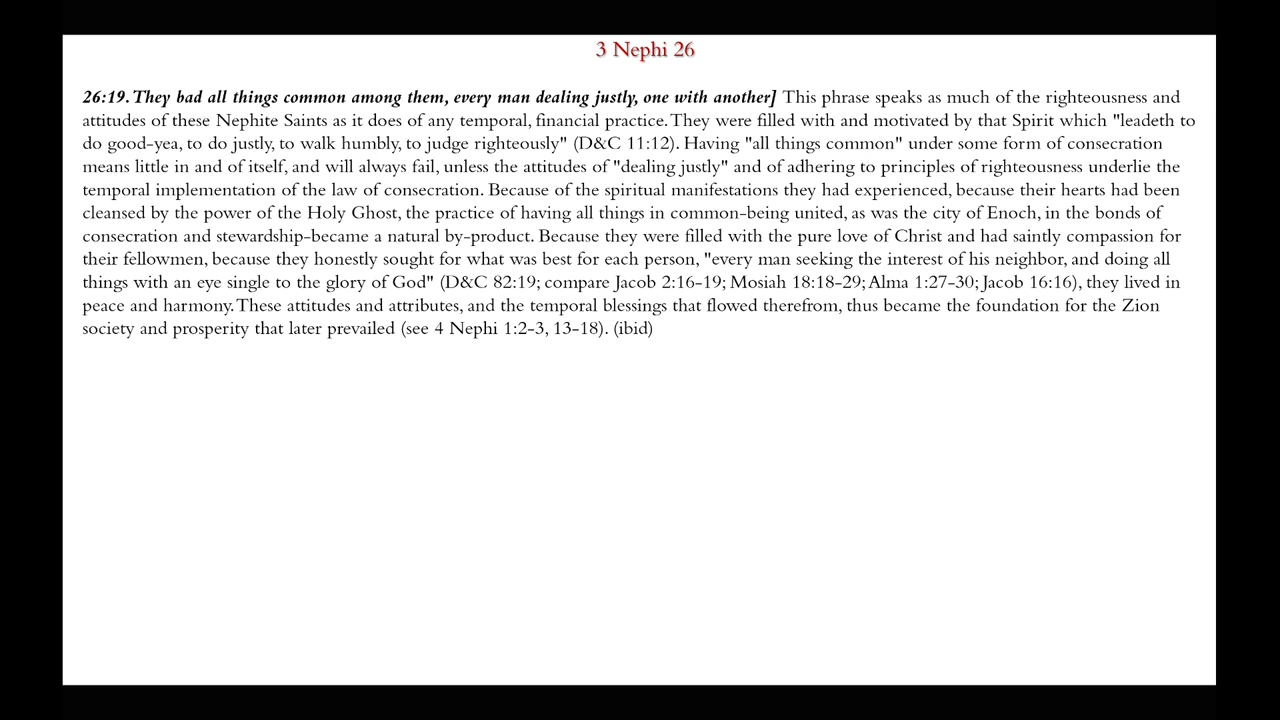 3 Nephi 26
26:19. They bad all things common among them, every man dealing justly, one with another] This phrase speaks as much of the righteousness and
attitudes of these Nephite Saints as it does of any temporal, financial practice. They were filled with and motivated by that Spirit which "leadeth to
do good-yea, to do justly, to walk humbly, to judge righteously" (D&C 11:12). Having "all things common" under some form of consecration
means little in and of itself, and will always fail, unless the attitudes of "dealing justly" and of adhering to principles of righteousness underlie the
temporal implementation of the law of consecration. Because of the spiritual manifestations they had experienced, because their hearts had been
cleansed by the power of the Holy Ghost, the practice of having all things in common-being united, as was the city of Enoch, in the bonds of
consecration and stewardship-became a natural by-product. Because they were filled with the pure love of Christ and had saintly compassion for
their fellowmen, because they honestly sought for what was best for each person, "every man seeking the interest of his neighbor, and doing all
things with an eye single to the glory of God" (D&C 82:19; compare Jacob 2:16-19; Mosiah 18:18-29; Alma 1:27-30; Jacob 16:16), they lived in
peace and harmony. These attitudes and attributes, and the temporal blessings that flowed therefrom, thus became the foundation for the Zion
society and prosperity that later prevailed (see 4 Nephi 1:2-3, 13-18). (ibid)